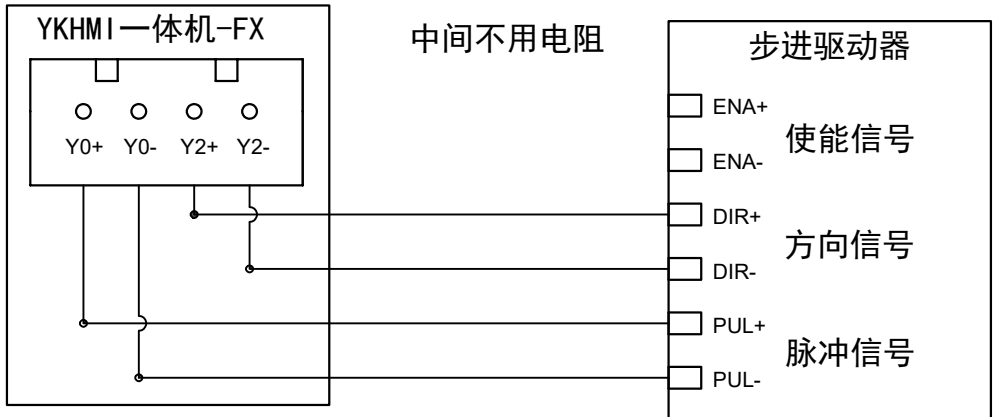 YKHMI一体机-FX
中间不用电阻
步进驱动器
Y0+ Y0- Y2+ Y2-
ENA+
使能信号
ENA-
DIR+
方向信号
DIR-
PUL+
脉冲信号
PUL-